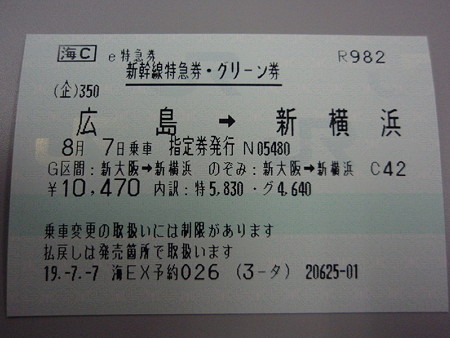 海C e特急券 R982
新幹線特急券・グリーン券
(企)350
広島 → 新横浜
8月 7日乗車 指定券発行 N05480
G区間:新大阪→新横浜 のぞみ:新大阪→新横浜 C42
¥10,470 内訳:特5,830・グ4,640
乗車変更の取扱いには制限があります
払戻しは発売箇所で取扱います
19.-7.-7 海EX予約026 (3-タ) 20625-01